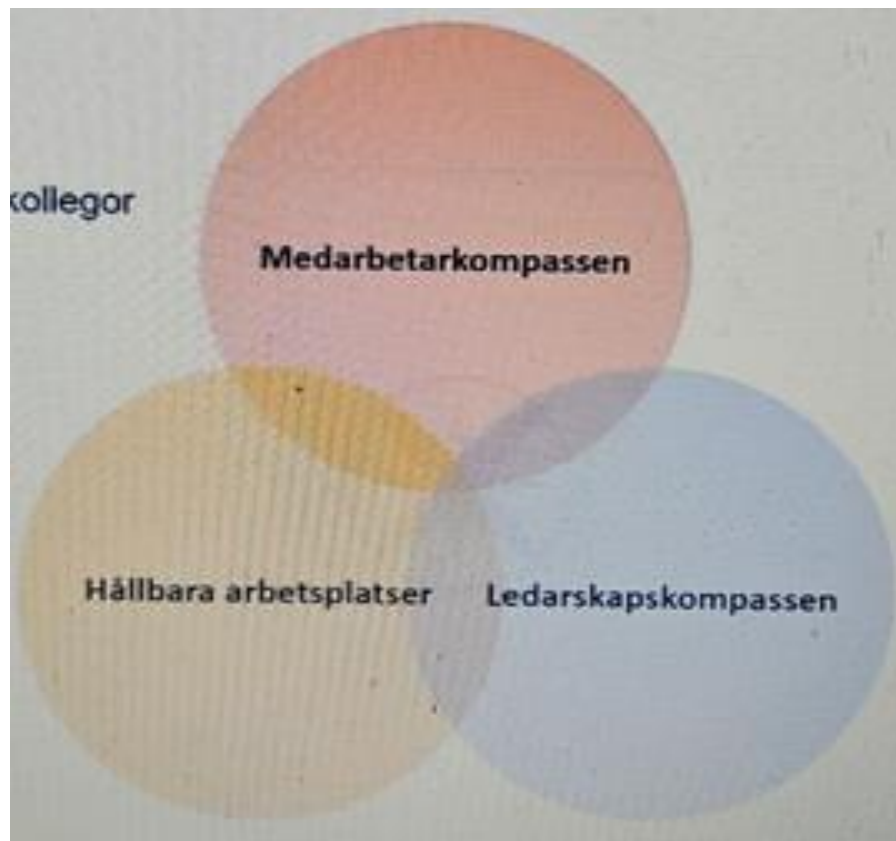 kollegor
Medarbetarkompassen
Hållbara arbetsplatser
Ledarskapskompassen